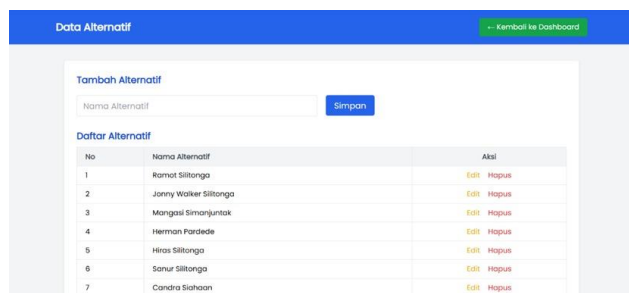 Data Alternatif
← Kembali ke Dashboard
Tambah Alternatif
Nama Alternatif
Simpan
Daftar Alternatif
No Nama Alternatif Aksi
1 Ramot Silitonga Edit Hapus
2 Jonny Walker Silitonga Edit Hapus
3 Mangasi Simanjuntak Edit Hapus
4 Herman Pardede Edit Hapus
5 Hiras Silitonga Edit Hapus
6 Sanur Silitonga Edit Hapus
7 Candra Siahaan Edit Hapus